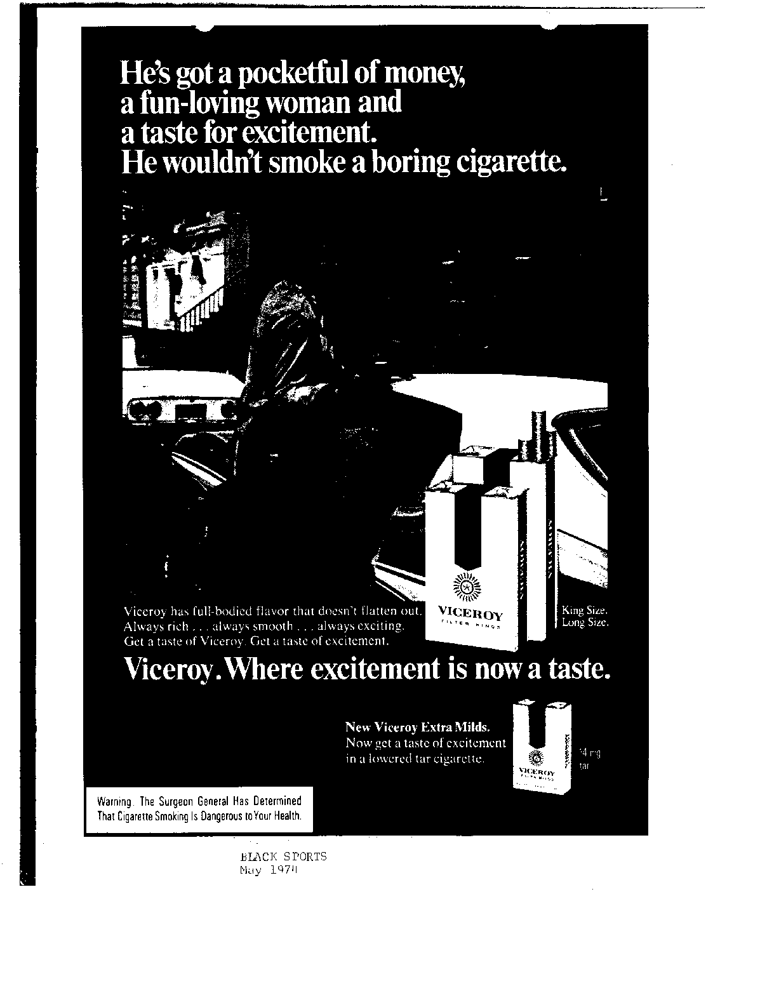 He's got a pocketful of money,
a fun-loving woman and
a taste for excitement.
He wouldn't smoke a boring cigarette.
Viceroy has full-bodied flavor that doesn't flatten out.
Always rich . . . always smooth . . . always exciting.
Get a taste of Viceroy. Get a taste of excitement.
VICEROY
FILTER KINGS
VICEROY
VICEROY
King Size.
Long Size.
Viceroy. Where excitement is now a taste.
New Viceroy Extra Milds.
Now get a taste of excitement
in a lowered tar cigarette.
VICEROY
14 mg
tar
Warning: The Surgeon General Has Determined
That Cigarette Smoking Is Dangerous to Your Health.
BLACK SPORTS
May 1974